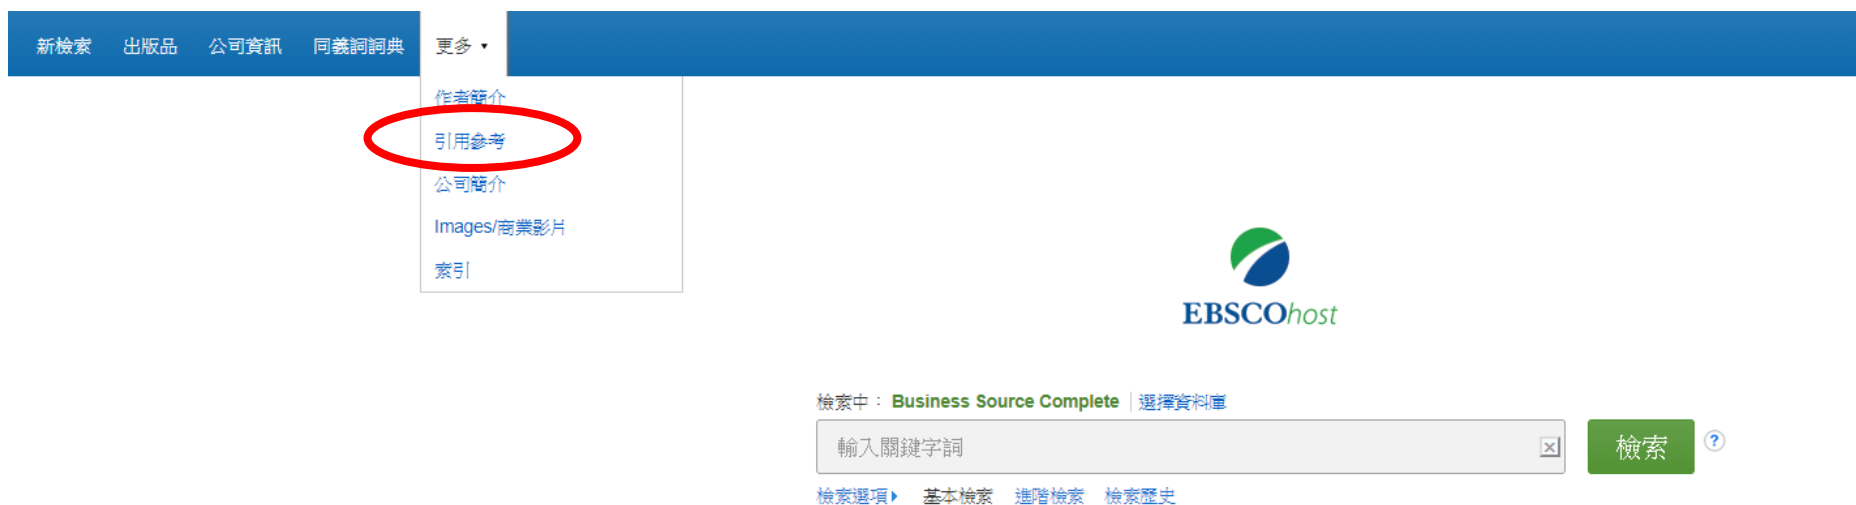 新檢索 出版品 公司資訊 同義詞詞典 更多
作者簡介
引用參考
公司簡介
Images/商業影片
索引
EBSCOhost
檢索中： Business Source Complete 選擇資料庫
輸入關鍵字詞 檢索 ?
檢索選項 基本檢索 進階檢索 檢索歷史